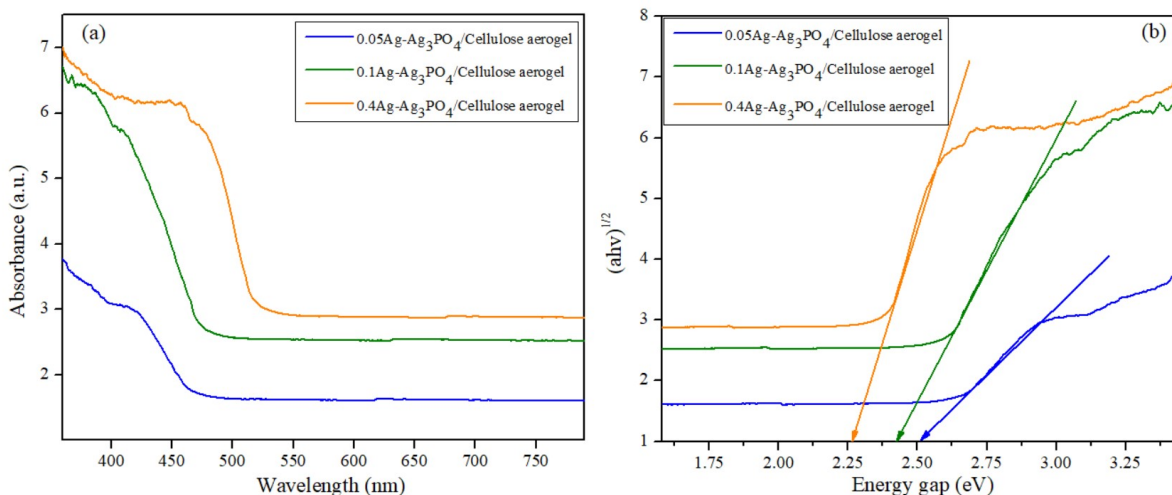 (a)
0.05Ag-Ag3PO4/Cellulose aerogel
0.1Ag-Ag3PO4/Cellulose aerogel
0.4Ag-Ag3PO4/Cellulose aerogel
7
6
5
4
3
2
Absorbance (a.u.)
400 450 500 550 600 650 700 750
Wavelength (nm)
(b)
0.05Ag-Ag3PO4/Cellulose aerogel
0.1Ag-Ag3PO4/Cellulose aerogel
0.4Ag-Ag3PO4/Cellulose aerogel
8
7
6
5
4
3
2
1
(ahv)1/2
1.75 2.00 2.25 2.50 2.75 3.00 3.25
Energy gap (eV)